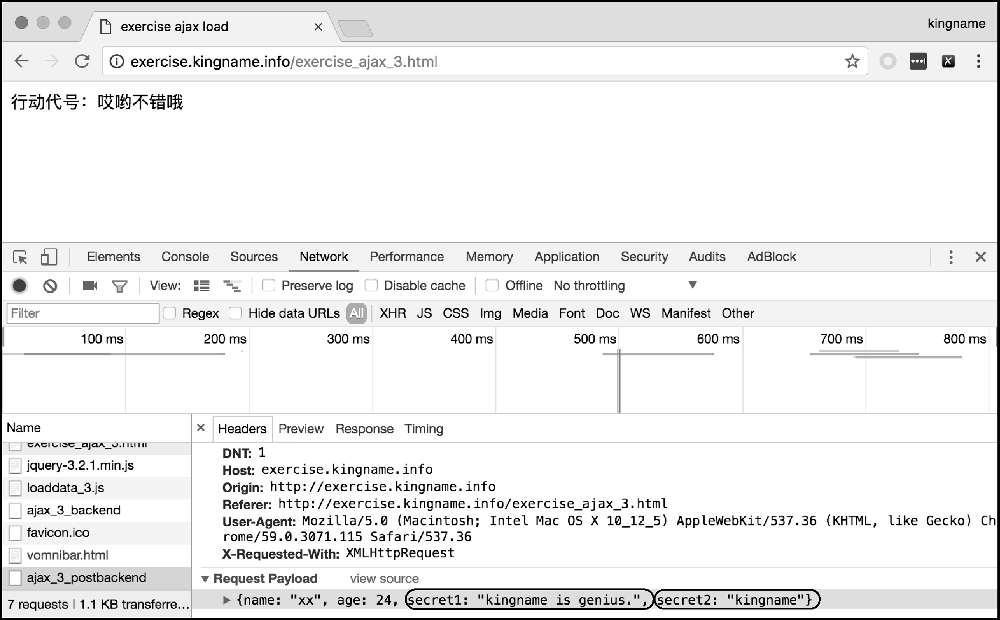 exercise ajax load
kingname
exercise.kingname.info/exercise_ajax_3.html
行动代号：哎哟不错哦
Elements Console Sources Network Performance Memory Application Security Audits AdBlock
View: Preserve log Disable cache Offline No throttling
Filter Regex Hide data URLs All XHR JS CSS Img Media Font Doc WS Manifest Other
100 ms 200 ms 300 ms 400 ms 500 ms 600 ms 700 ms 800 ms
Name
exercise_ajax_3.html
jquery-3.2.1.min.js
loaddata_3.js
ajax_3_backend
favicon.ico
vomnibar.html
ajax_3_postbackend
7 requests | 1.1 KB transferre...
Headers Preview Response Timing
DNT: 1
Host: exercise.kingname.info
Origin: http://exercise.kingname.info
Referer: http://exercise.kingname.info/exercise_ajax_3.html
User-Agent: Mozilla/5.0 (Macintosh; Intel Mac OS X 10_12_5) AppleWebKit/537.36 (KHTML, like Gecko) Ch
rome/59.0.3071.115 Safari/537.36
X-Requested-With: XMLHttpRequest
Request Payload view source
{name: "xx", age: 24, secret1: "kingname is genius.", secret2: "kingname"}